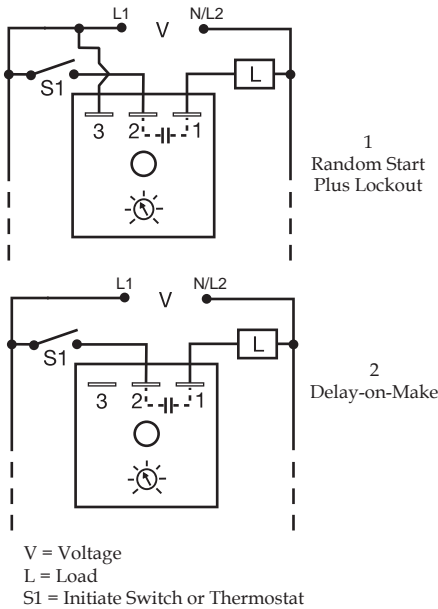 L1 V N/L2
S1 L
3 2 1
1
Random Start
Plus Lockout
L1 V N/L2
S1 L
3 2 1
2
Delay-on-Make
V = Voltage
L = Load
S1 = Initiate Switch or Thermostat